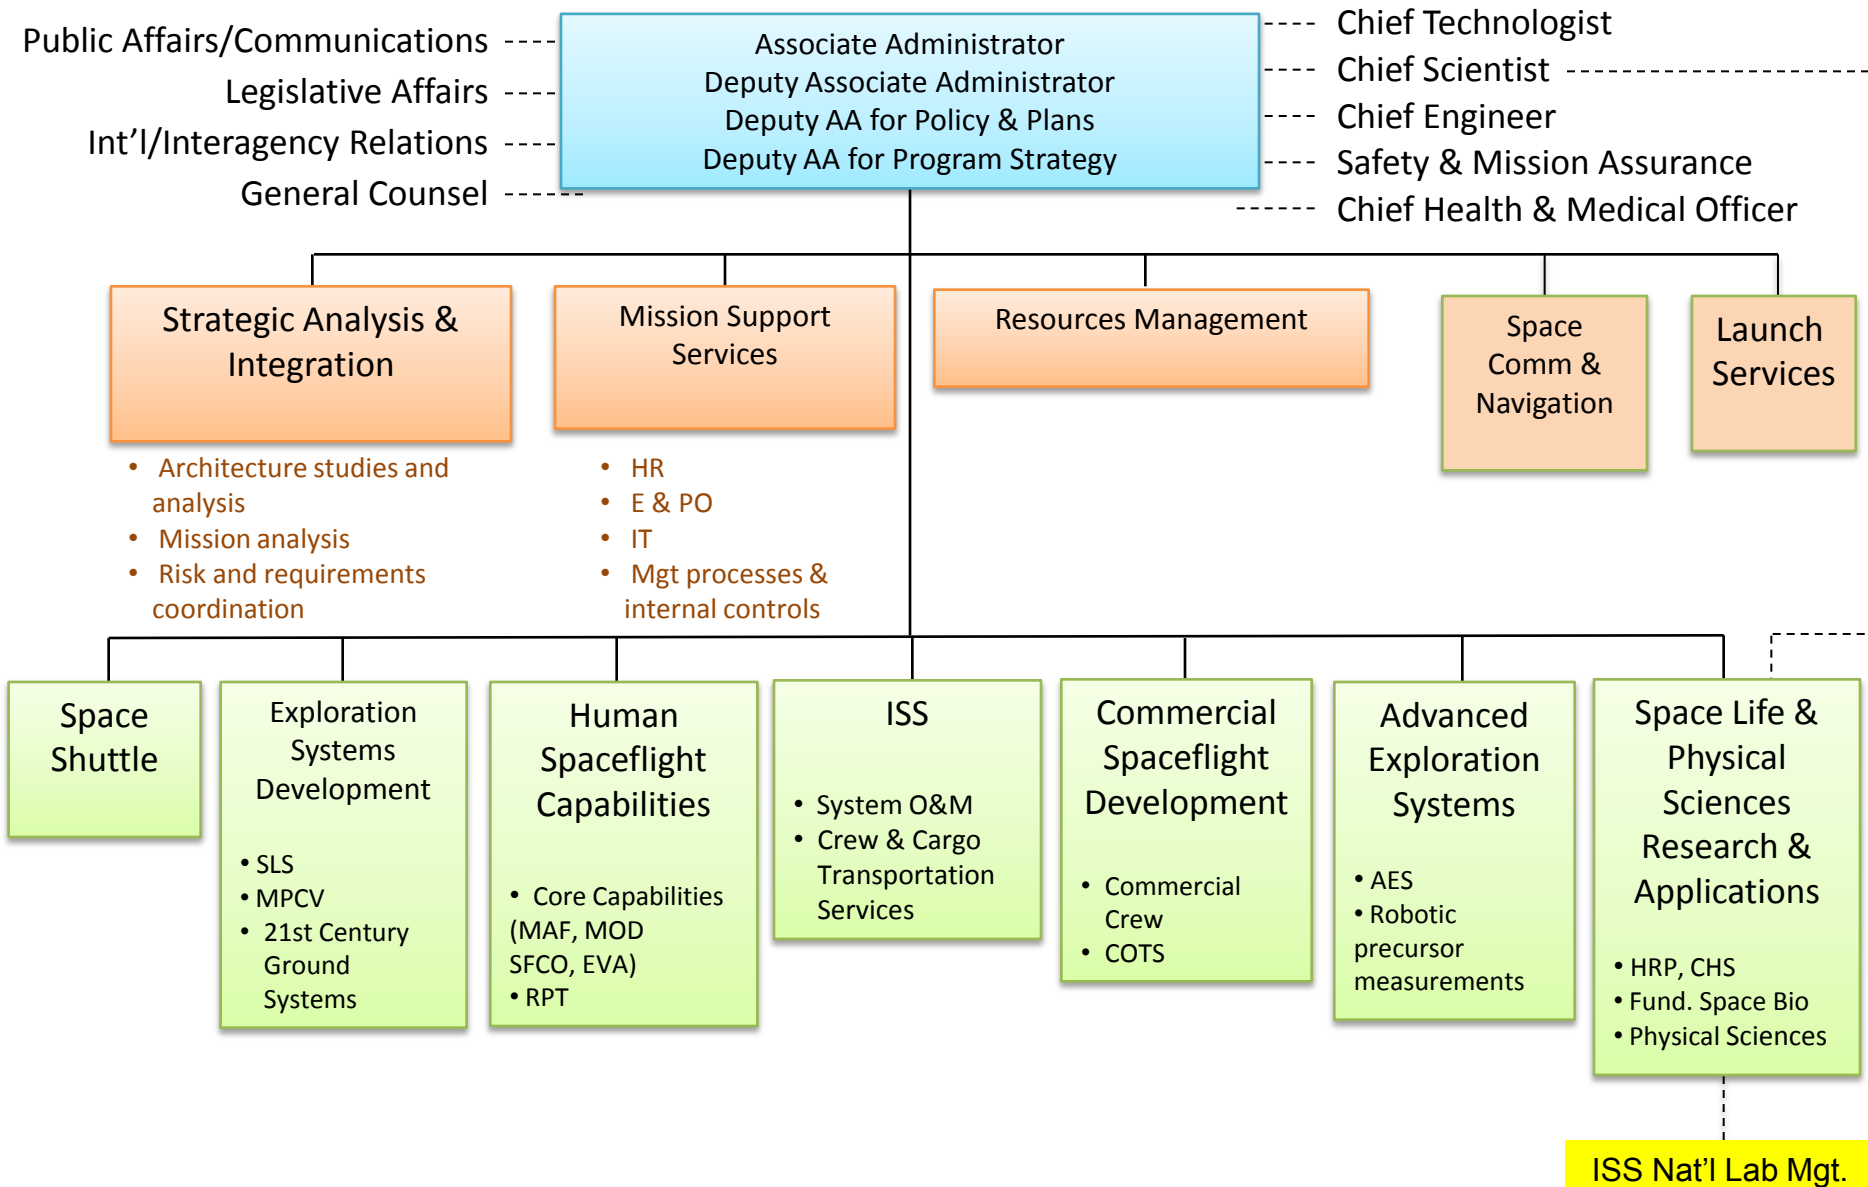 Public Affairs/Communications
Legislative Affairs
Int'l/Interagency Relations
General Counsel
Associate Administrator
Deputy Associate Administrator
Deputy AA for Policy & Plans
Deputy AA for Program Strategy
Chief Technologist
Chief Scientist
Chief Engineer
Safety & Mission Assurance
Chief Health & Medical Officer
Strategic Analysis &
Integration
• Architecture studies and
analysis
• Mission analysis
• Risk and requirements
coordination
Mission Support
Services
• HR
• E & PO
• IT
• Mgt processes &
internal controls
Resources Management
Space
Comm &
Navigation
Launch
Services
Space
Shuttle
Exploration
Systems
Development
• SLS
• MPCV
• 21st Century
Ground
Systems
Human
Spaceflight
Capabilities
• Core Capabilities
(MAF, MOD
SFCO, EVA)
• RPT
ISS
• System O&M
• Crew & Cargo
Transportation
Services
Commercial
Spaceflight
Development
• Commercial
Crew
• COTS
Advanced
Exploration
Systems
• AES
• Robotic
precursor
measurements
Space Life &
Physical
Sciences
Research &
Applications
• HRP, CHS
• Fund. Space Bio
• Physical Sciences
ISS Nat'l Lab Mgt.